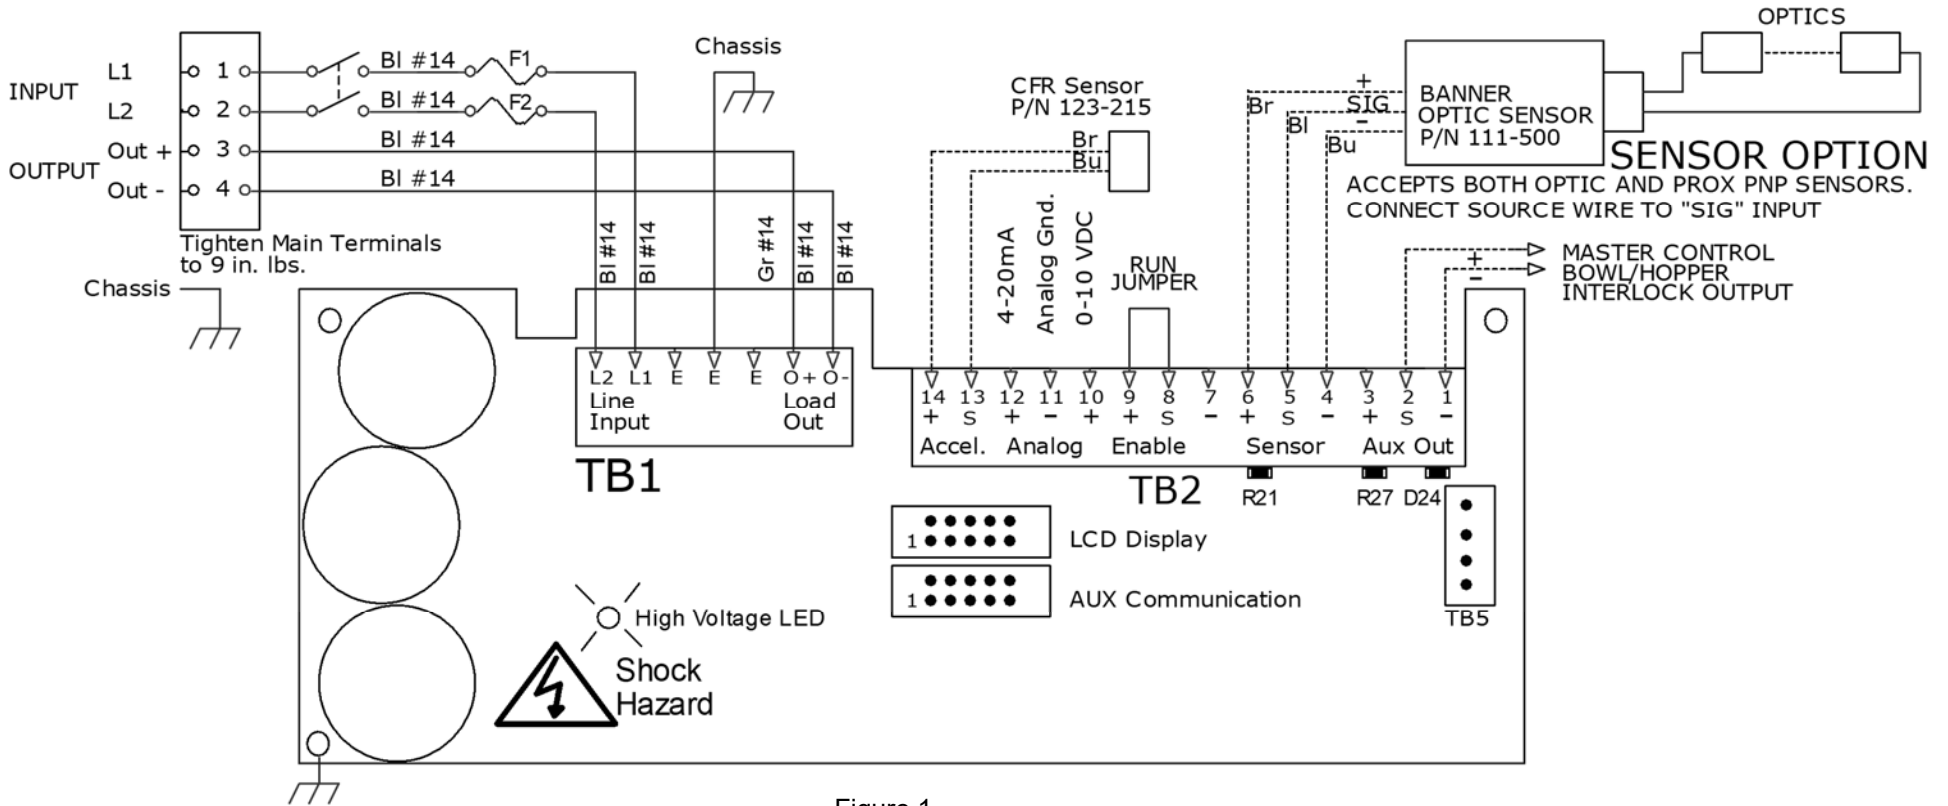 OPTICS
Chassis
INPUT
L1
L2
OUTPUT
Out +
Out -
1
2
3
4
Bl #14
F1
Bl #14
F2
Bl #14
Bl #14
Tighten Main Terminals
to 9 in. lbs.
Chassis
Bl #14
Bl #14
Gr #14
Bl #14
Bl #14
CFR Sensor
P/N 123-215
Br
Bu
4-20mA
Analog Gnd.
0-10 VDC
RUN
JUMPER
+
SIG
-
Br
Bl
Bu
BANNER
OPTIC SENSOR
P/N 111-500
SENSOR OPTION
ACCEPTS BOTH OPTIC AND PROX PNP SENSORS.
CONNECT SOURCE WIRE TO "SIG" INPUT
+
-
MASTER CONTROL
BOWL/HOPPER
INTERLOCK OUTPUT
L2 L1 E E E O+ O-
Line Load
Input Out
TB1
14 13 12 11 10 9 8 7 6 5 4 3 2 1
+ S + - + + S - + S - + S -
Accel. Analog Enable Sensor Aux Out
TB2
R21 R27 D24
1
LCD Display
1
AUX Communication
TB5
High Voltage LED
Shock
Hazard